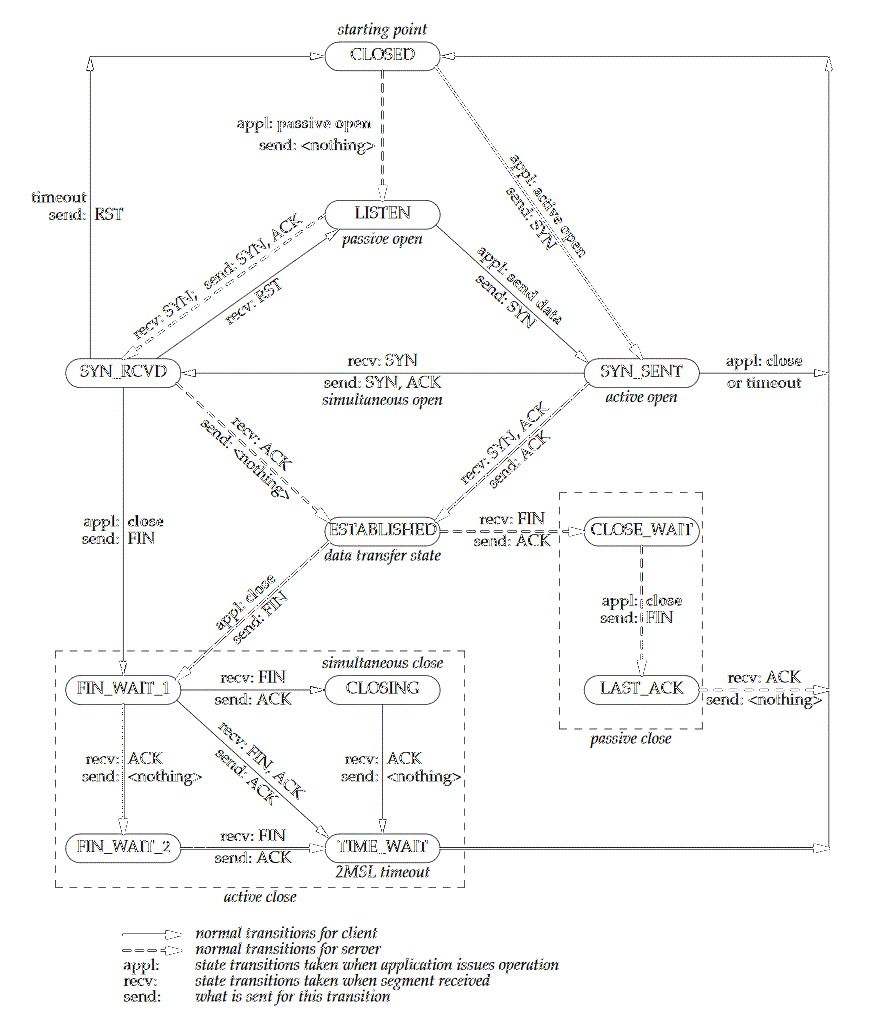 starting point
CLOSED
appl: passive open
send: <nothing>
appl: active open
send: SYN
timeout
send: RST
LISTEN
passive open
recv: SYN; send: SYN, ACK
recv: RST
appl: send data
send: SYN
SYN_RCVD
recv: SYN
send: SYN, ACK
simultaneous open
SYN_SENT
active open
appl: close
or timeout
recv: ACK
send: <nothing>
recv: SYN, ACK
send: ACK
appl: close
send: FIN
ESTABLISHED
data transfer state
recv: FIN
send: ACK
CLOSE_WAIT
appl: close
send: FIN
appl: close
send: FIN
simultaneous close
FIN_WAIT_1
recv: FIN
send: ACK
CLOSING
LAST_ACK
recv: ACK
send: <nothing>
passive close
recv: ACK
send: <nothing>
recv: FIN, ACK
send: ACK
recv: ACK
send: <nothing>
FIN_WAIT_2
recv: FIN
send: ACK
TIME_WAIT
2MSL timeout
active close
normal transitions for client
normal transitions for server
appl: state transitions taken when application issues operation
recv: state transitions taken when segment received
send: what is sent for this transition